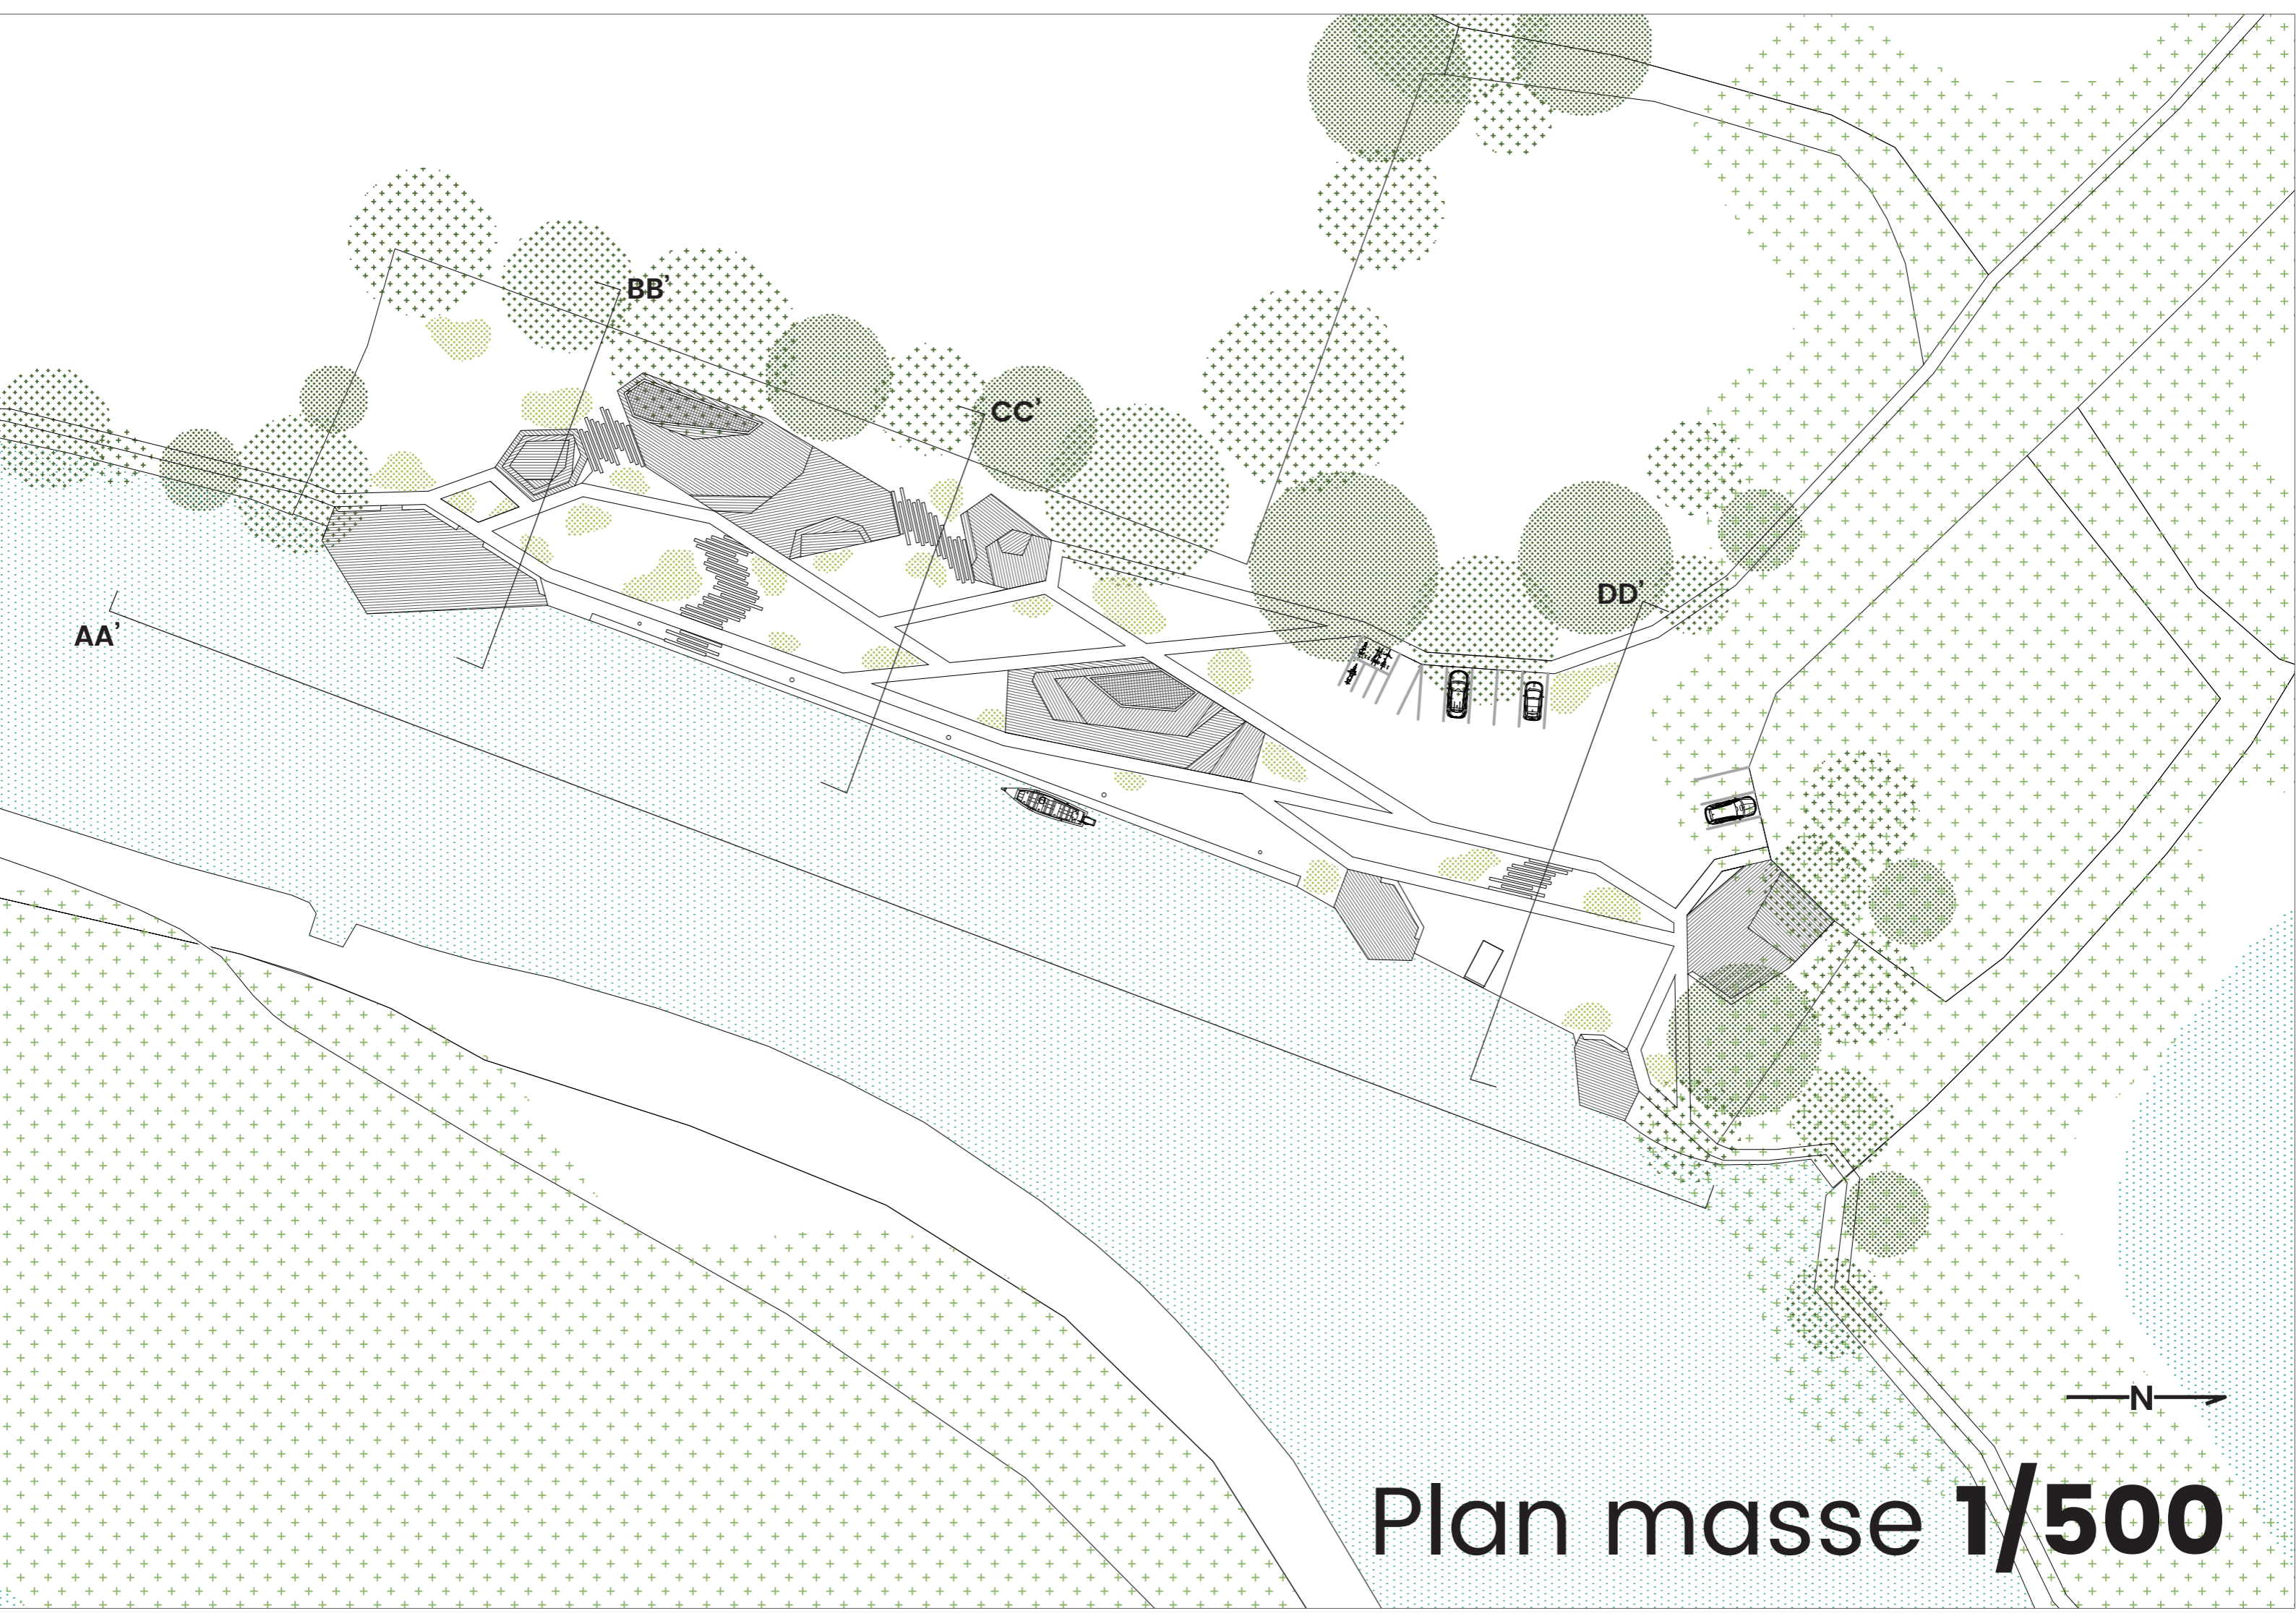 BB’
CC’
DD’
AA’
N
Plan masse 1/500